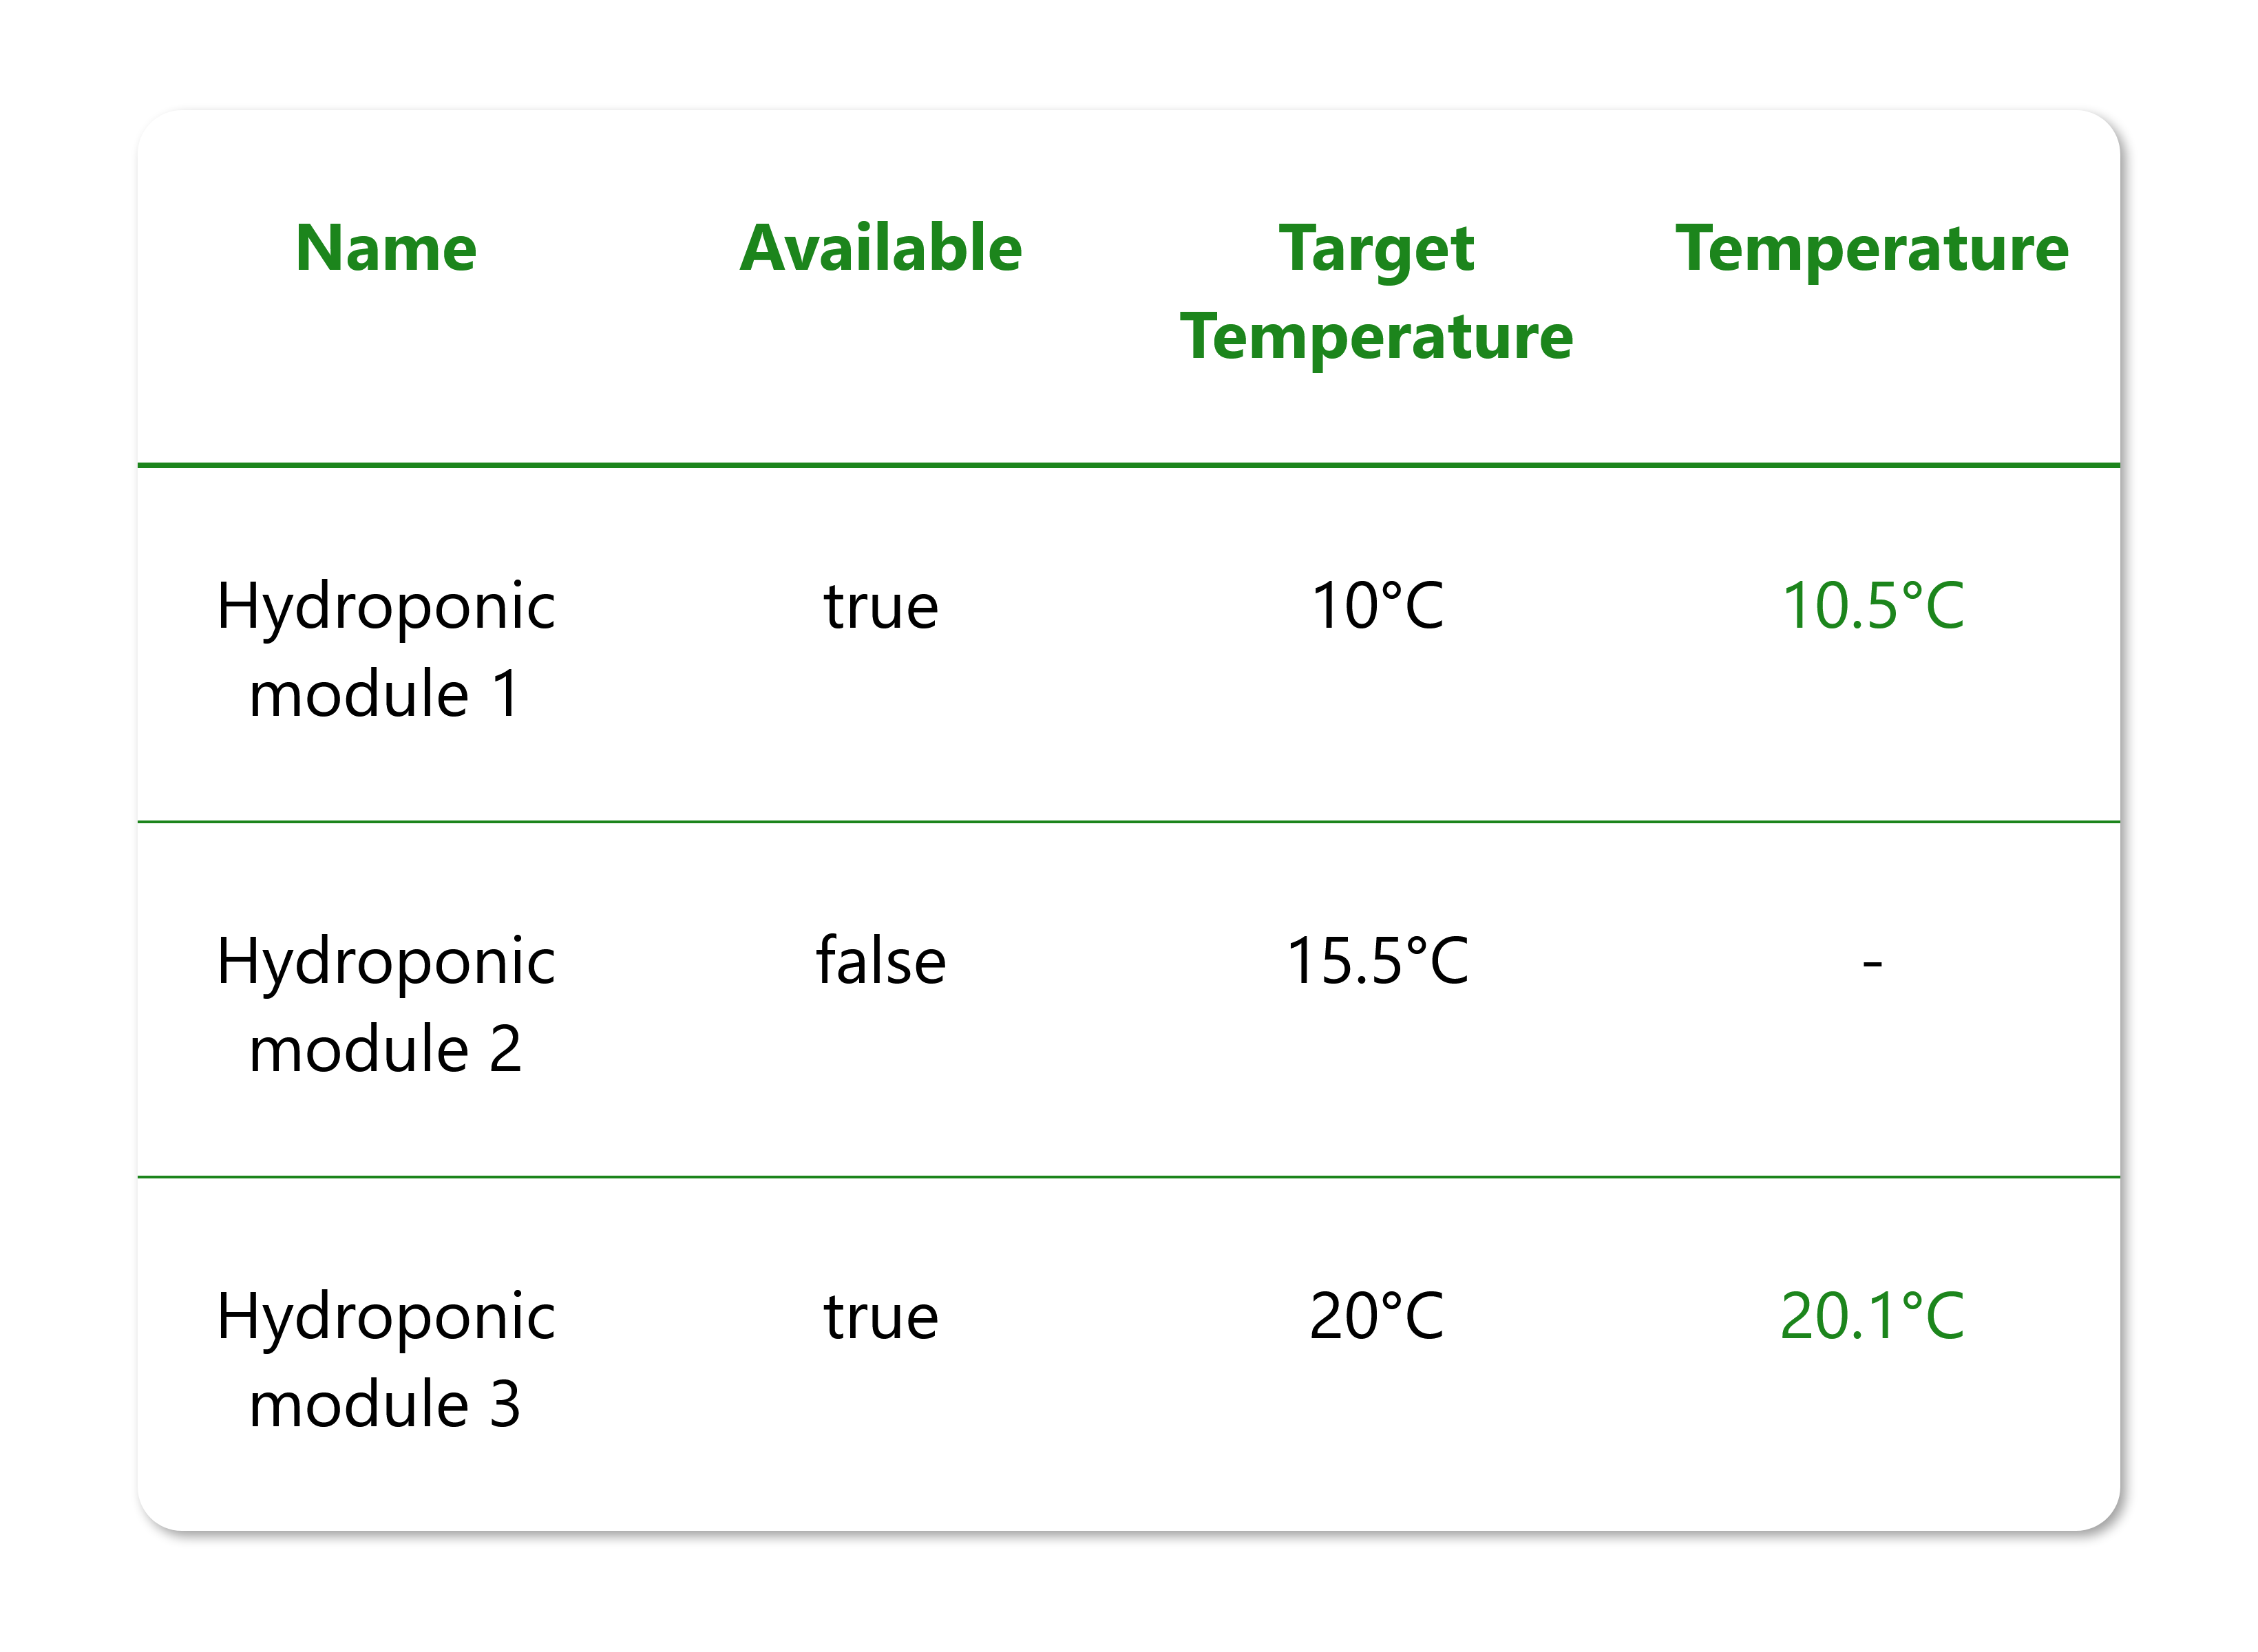 Name Available Target Temperature
Temperature
Hydroponic true 10°C 10.5°C
module 1
Hydroponic false 15.5°C -
module 2
Hydroponic true 20°C 20.1°C
module 3